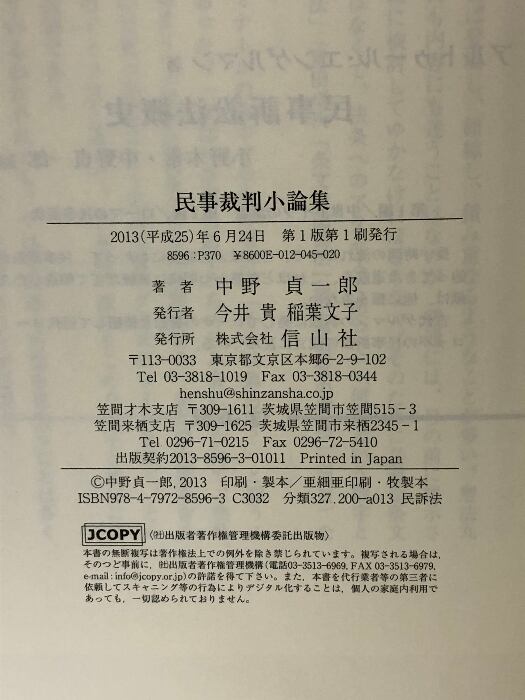 民事裁判小論集
2013(平成25)年6月24日 第1版第1刷発行
8596:P370 ￥8600E-012-045-020
著者 中野貞一郎
発行者 今井貴 稲葉文子
発行所 株式会社 信山社
〒113-0033 東京都文京区本郷6-2-9-102
Tel 03-3818-1019 Fax 03-3818-0344
henshu@shinzansha.co.jp
笠間才木支店 〒309-1611 茨城県笠間市笠間515-3
笠間来栖支店 〒309-1625 茨城県笠間市来栖2345-1
Tel 0296-71-0215 Fax 0296-72-5410
出版契約2013-8596-3-01011 Printed in Japan
©中野貞一郎, 2013 印刷・製本／亜細亜印刷・牧製本
ISBN978-4-7972-8596-3 C3032 分類327.200-a013 民訴法
JCOPY 〈㈳出版者著作権管理機構委託出版物〉
本書の無断複写は著作権法上での例外を除き禁じられています。複写される場合は,
そのつど事前に, ㈳出版者著作権管理機構(電話03-3513-6969, FAX 03-3513-6979,
e-mail: info@jcopy.or.jp)の許諾を得て下さい。また, 本書を代行業者等の第三者に
依頼してスキャニング等の行為によりデジタル化することは, 個人の家庭内利用で
あっても, 一切認められておりません。